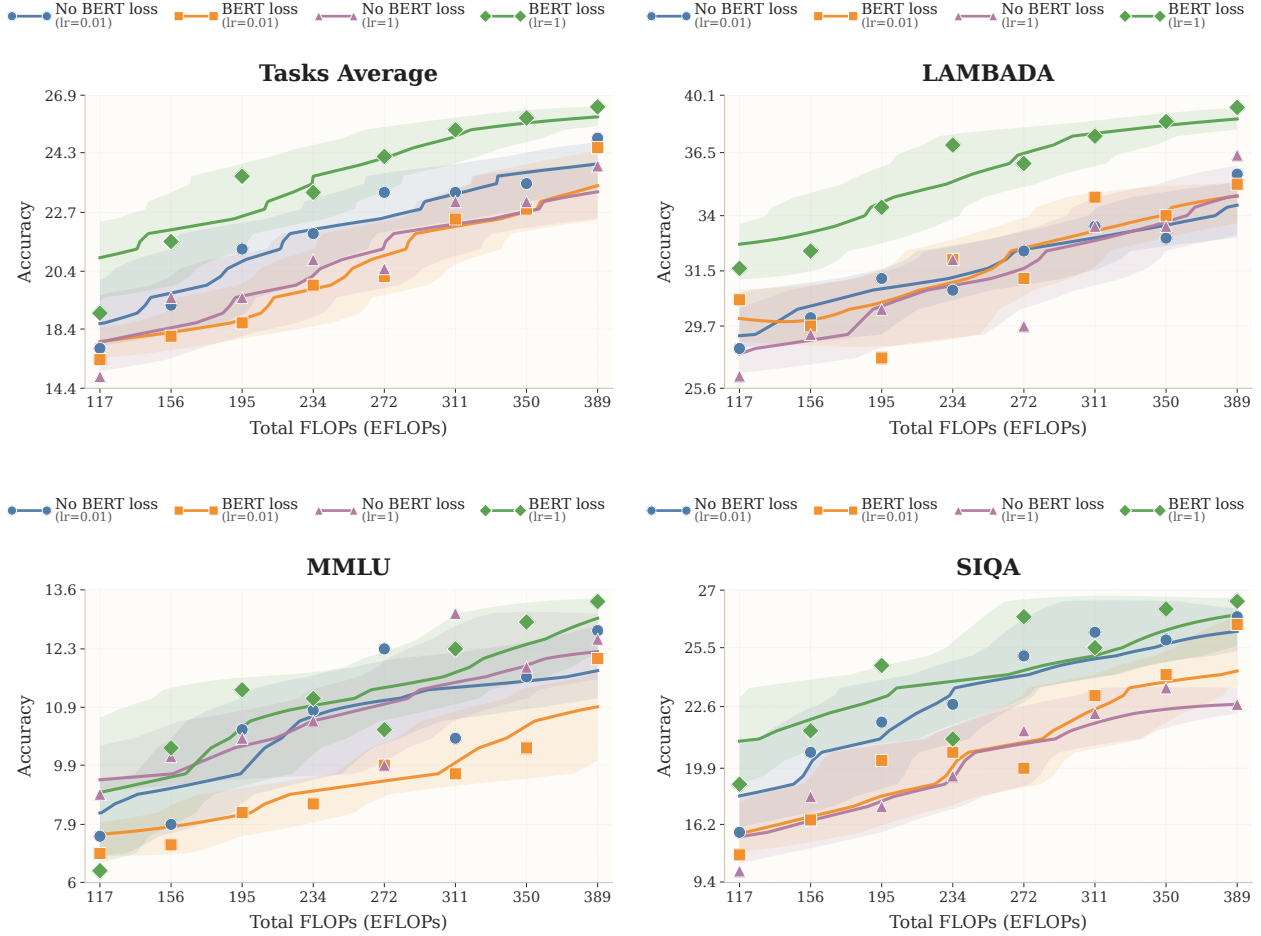 No BERT loss BERT loss No BERT loss BERT loss
(lr=0.01) (lr=0.01) (lr=1) (lr=1)
Tasks Average
26.9
24.3
22.7
20.4
18.4
14.4
Accuracy
117 156 195 234 272 311 350 389
Total FLOPs (EFLOPs)
No BERT loss BERT loss No BERT loss BERT loss
(lr=0.01) (lr=0.01) (lr=1) (lr=1)
LAMBADA
40.1
36.5
34
31.5
29.7
25.6
Accuracy
117 156 195 234 272 311 350 389
Total FLOPs (EFLOPs)
No BERT loss BERT loss No BERT loss BERT loss
(lr=0.01) (lr=0.01) (lr=1) (lr=1)
MMLU
13.6
12.3
10.9
9.9
7.9
6
Accuracy
117 156 195 234 272 311 350 389
Total FLOPs (EFLOPs)
No BERT loss BERT loss No BERT loss BERT loss
(lr=0.01) (lr=0.01) (lr=1) (lr=1)
SIQA
27
25.5
22.6
19.9
16.2
9.4
Accuracy
117 156 195 234 272 311 350 389
Total FLOPs (EFLOPs)